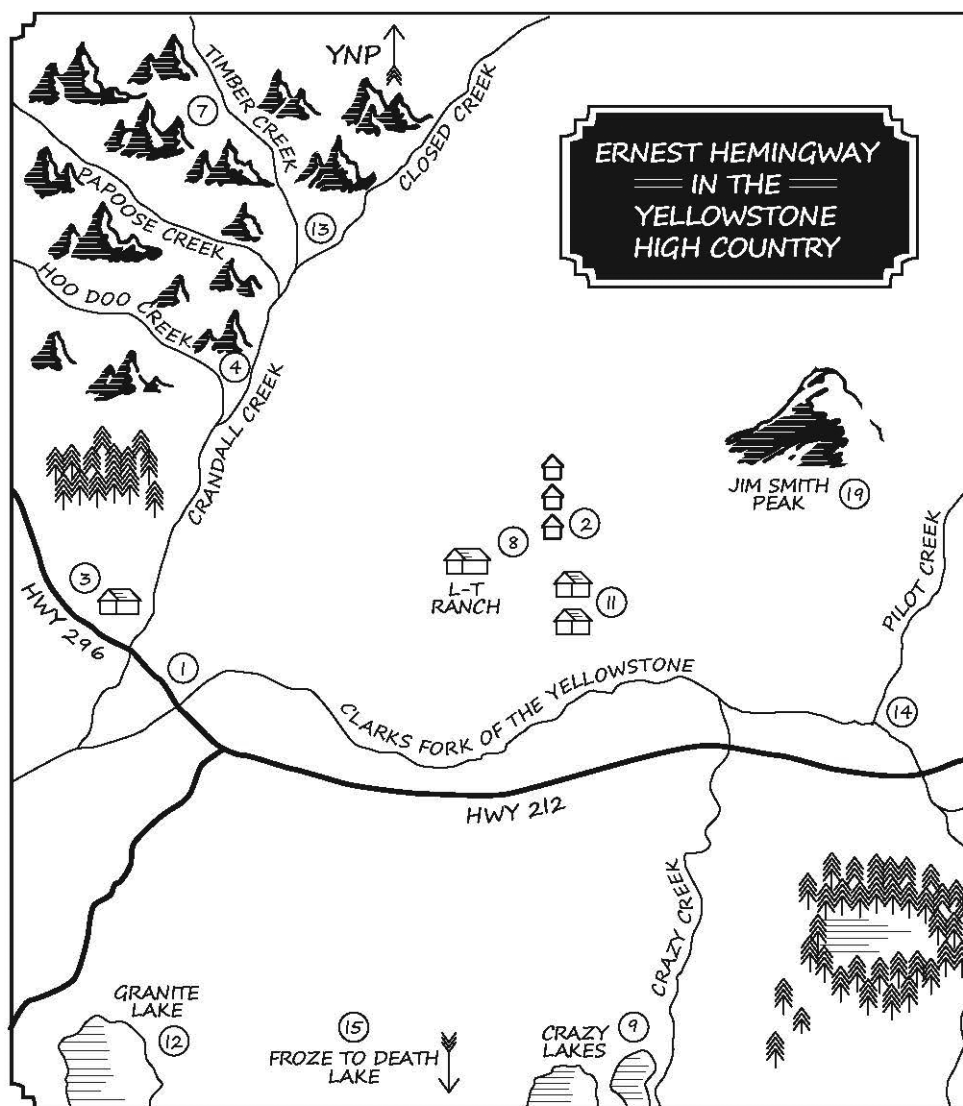 YNP
TIMBER CREEK
CLOSED CREEK
7
ERNEST HEMINGWAY
IN THE
YELLOWSTONE
HIGH COUNTRY
PAPOOSE CREEK
13
HOO DOO CREEK
4
CRANDALL CREEK
JIM SMITH
PEAK
19
2
8
L-T
RANCH
11
3
HWY 296
PILOT CREEK
1
CLARKS FORK OF THE YELLOWSTONE
14
HWY 212
CRAZY CREEK
GRANITE
LAKE
12
15
FROZE TO DEATH
LAKE
9
CRAZY
LAKES